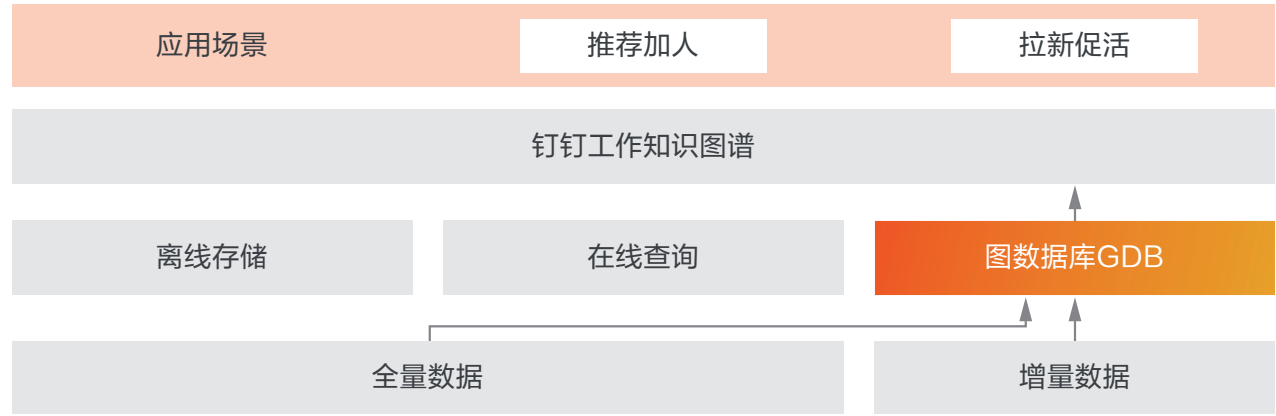 应用场景
推荐加人
拉新促活
钉钉工作知识图谱
离线存储
在线查询
图数据库GDB
全量数据
增量数据